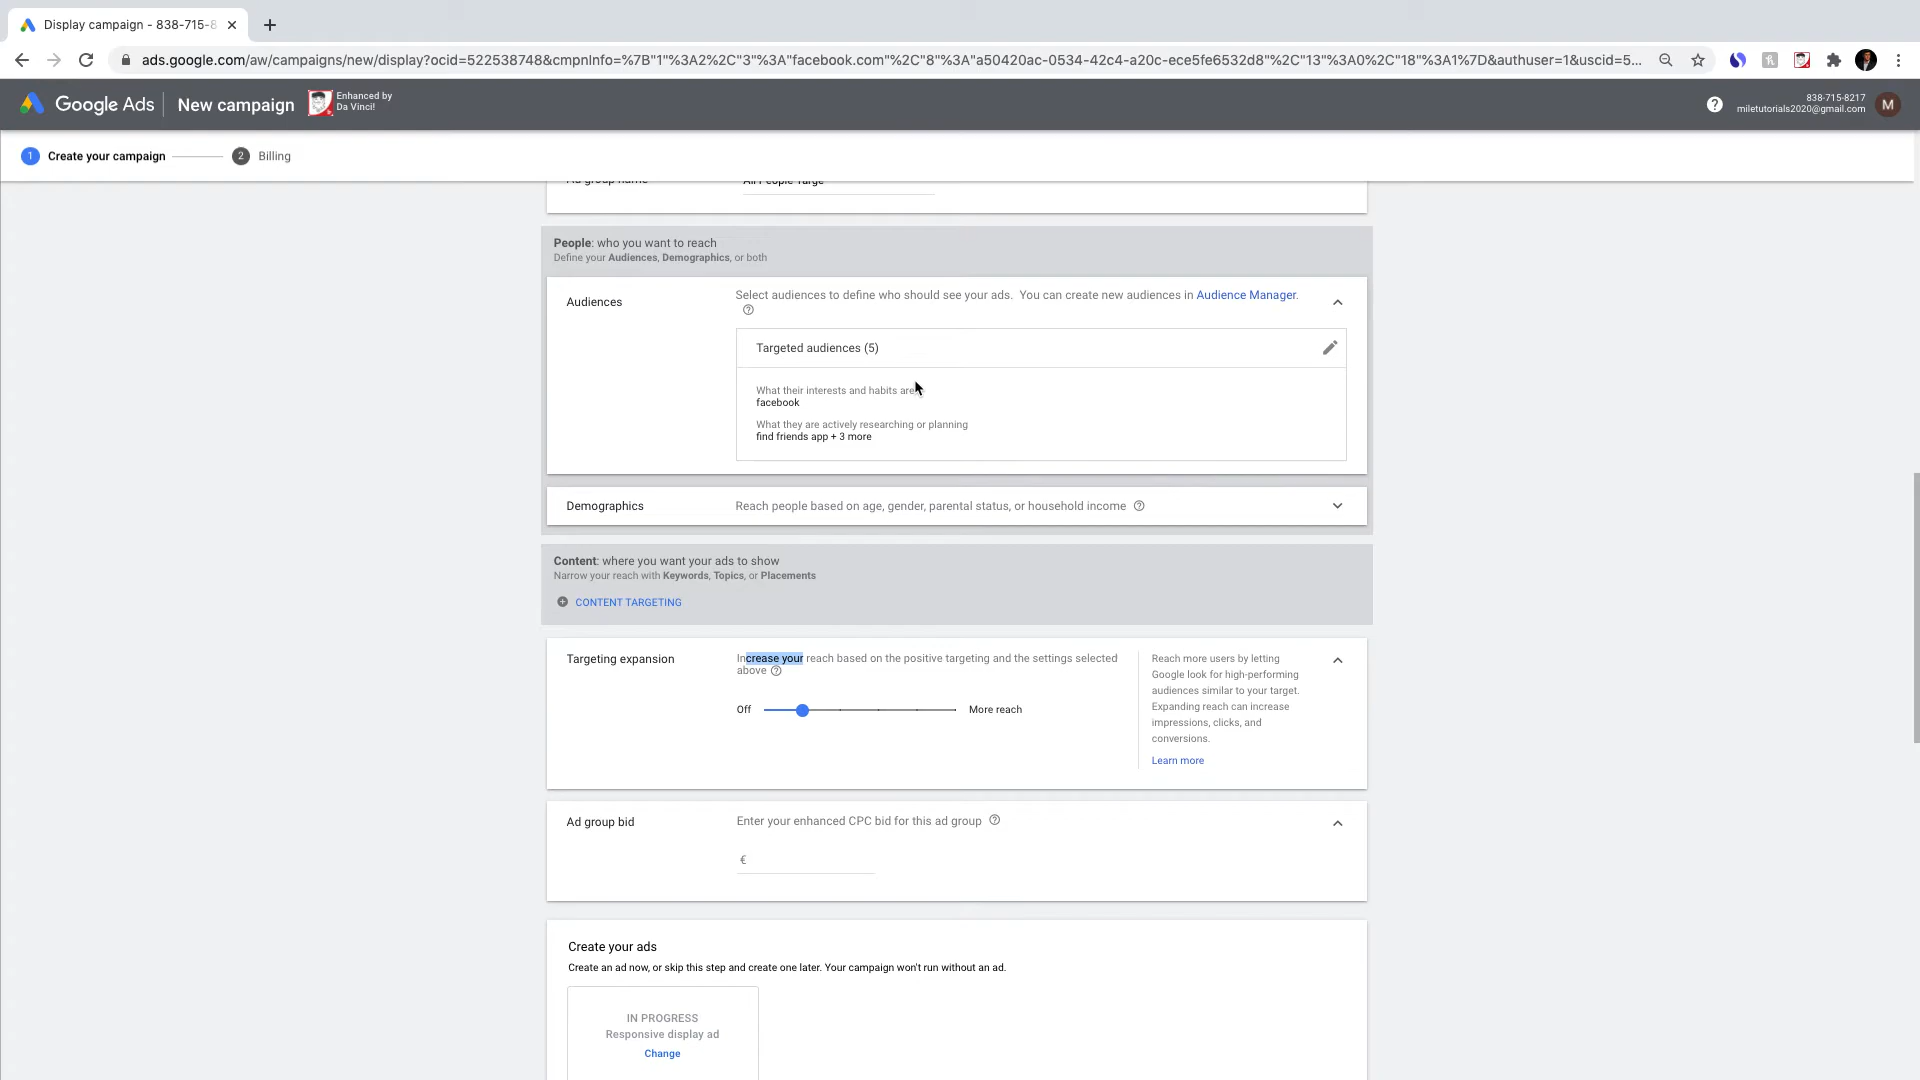 Display campaign - 838-715-8
ads.google.com/aw/campaigns/new/display?ocid=522538748&cmpnInfo=%7B"1"%3A2%2C"3"%3A"facebook.com"%2C"8"%3A"a50420ac-0534-42c4-a20c-ece5fe6532d8"%2C"13"%3A0%2C"18"%3A1%7D&authuser=1&uscid=5...
Google Ads
New campaign
Enhanced by
Da Vinci!
838-715-8217
miletutorials2020@gmail.com
M
1 Create your campaign
2 Billing
Ad group name
All People Targe
People: who you want to reach
Define your Audiences, Demographics, or both
Audiences
Select audiences to define who should see your ads. You can create new audiences in Audience Manager.
Targeted audiences (5)
What their interests and habits are
facebook
What they are actively researching or planning
find friends app + 3 more
Demographics
Reach people based on age, gender, parental status, or household income
Content: where you want your ads to show
Narrow your reach with Keywords, Topics, or Placements
CONTENT TARGETING
Targeting expansion
Increase your reach based on the positive targeting and the settings selected
above
Off
More reach
Reach more users by letting
Google look for high-performing
audiences similar to your target.
Expanding reach can increase
impressions, clicks, and
conversions.
Learn more
Ad group bid
Enter your enhanced CPC bid for this ad group
€
Create your ads
Create an ad now, or skip this step and create one later. Your campaign won't run without an ad.
IN PROGRESS
Responsive display ad
Change